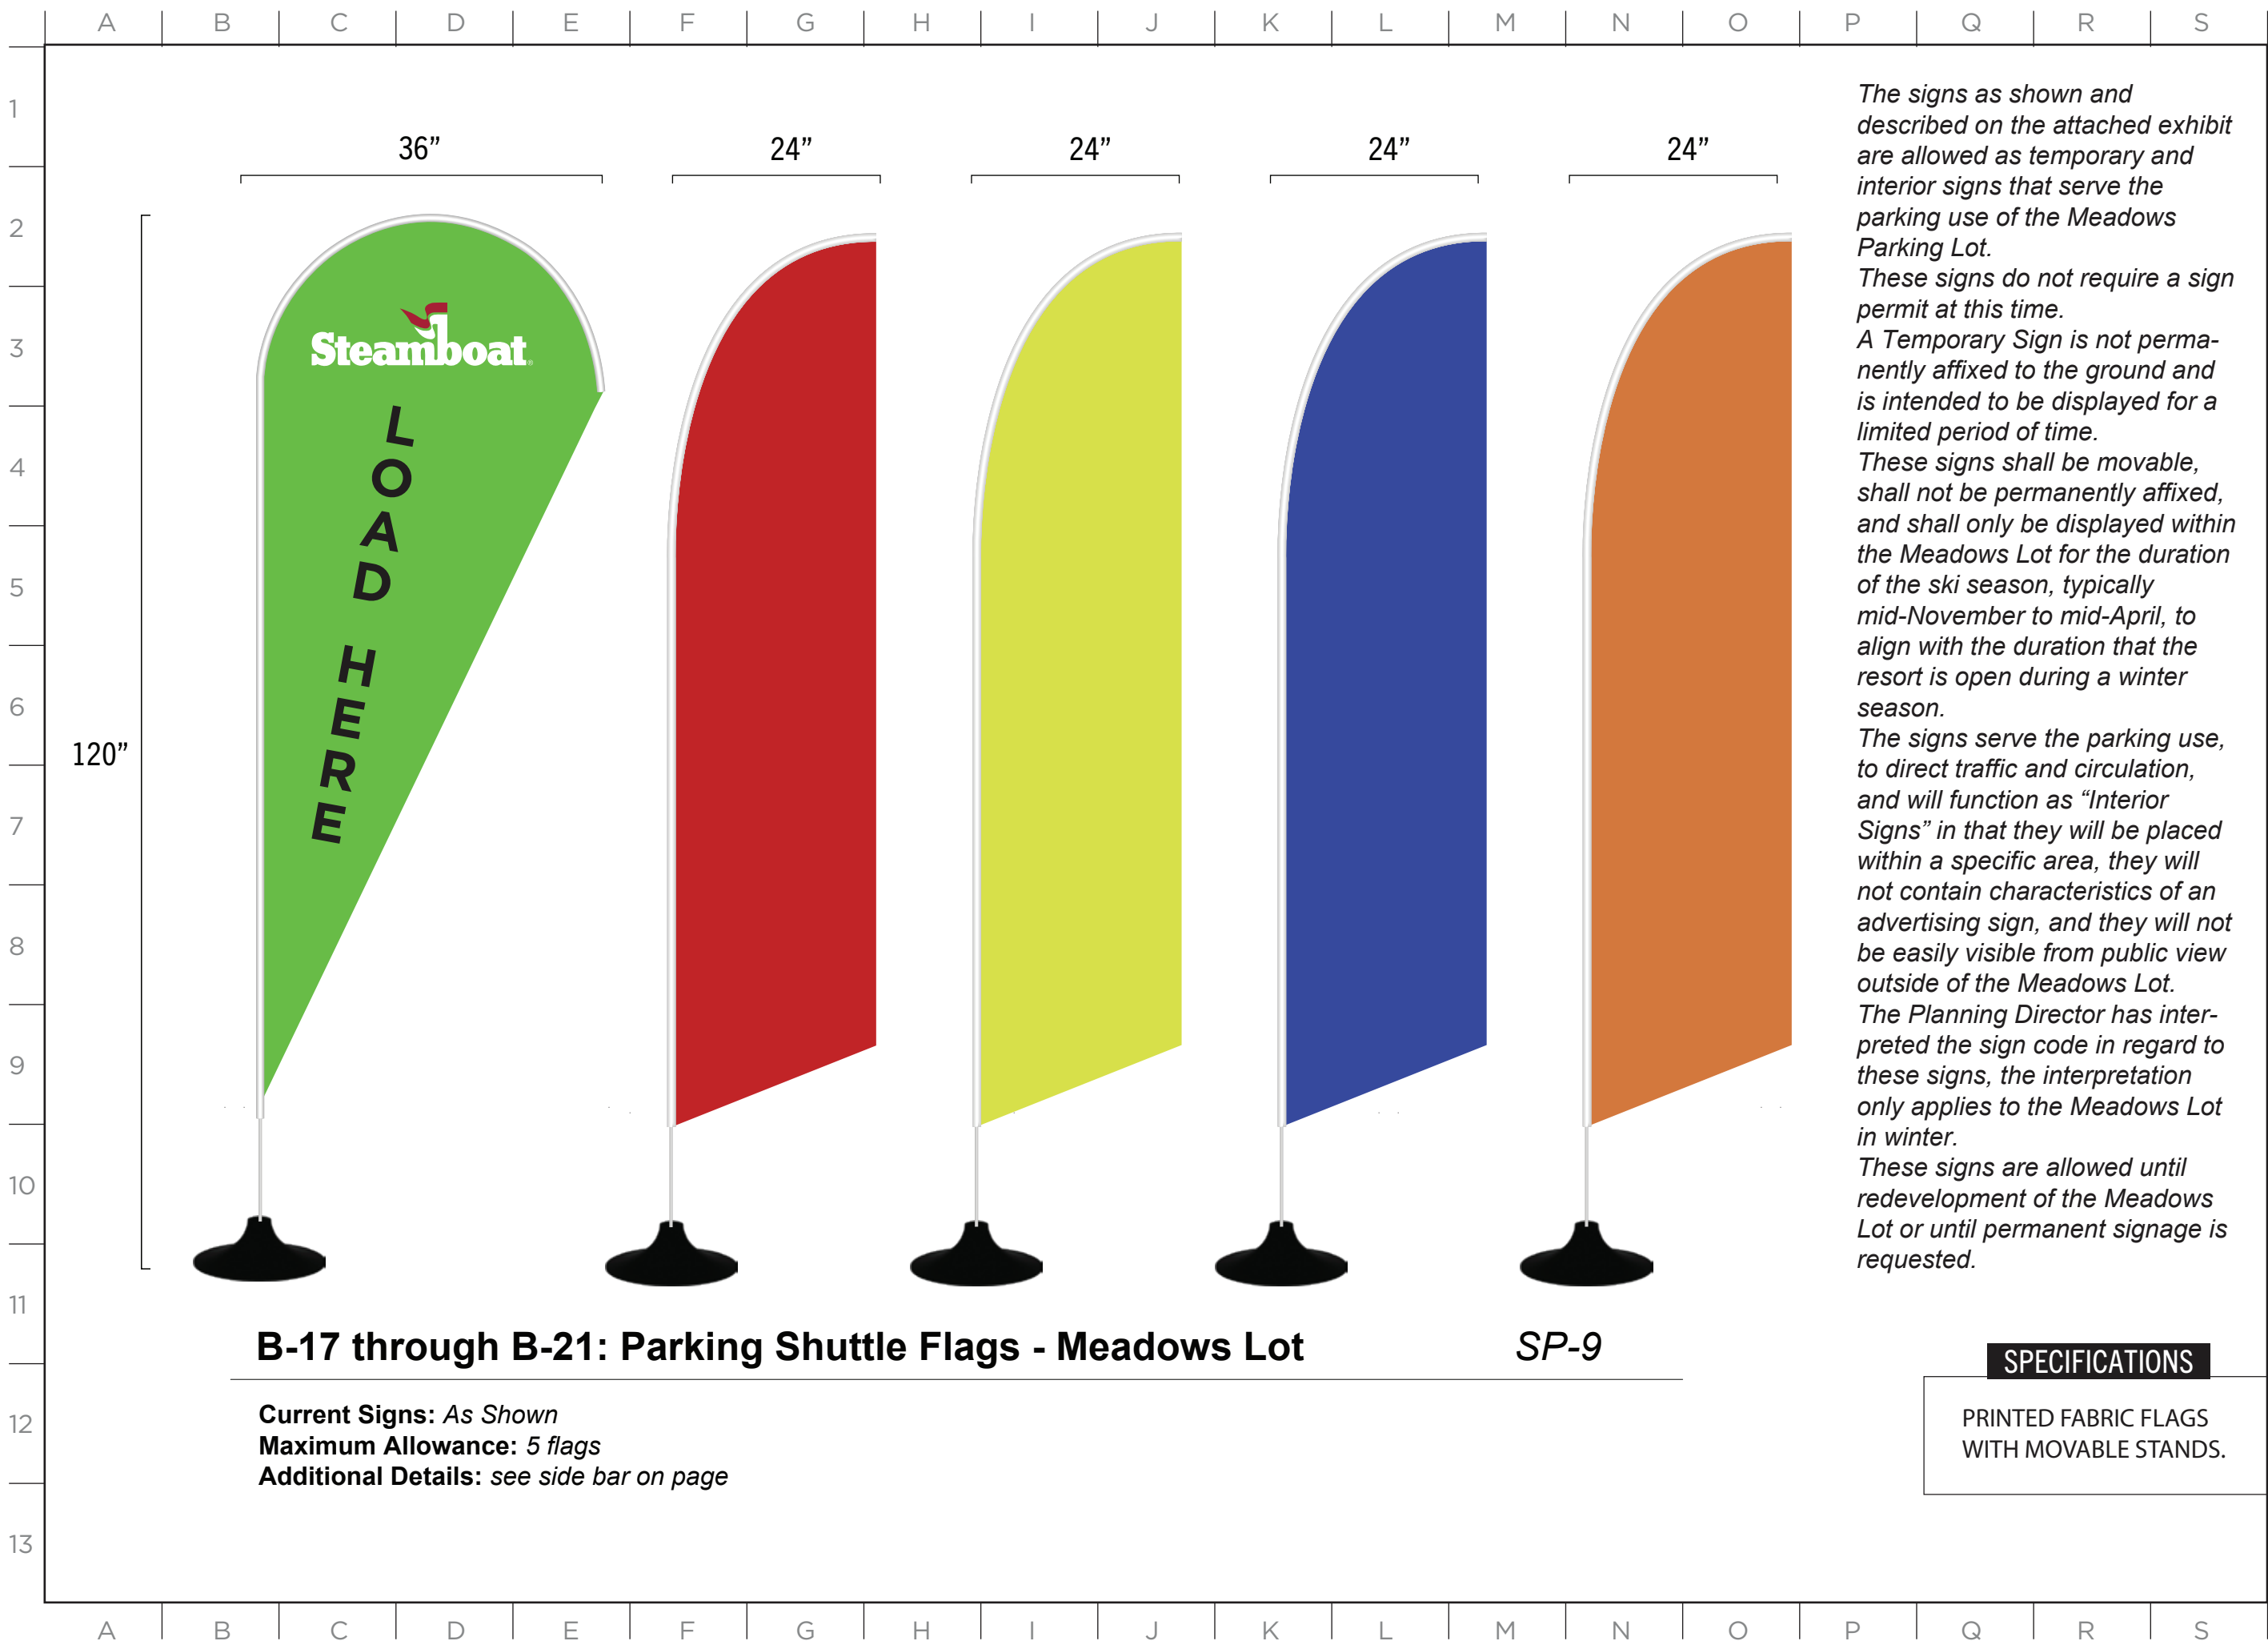 A B C D E F G H I J K L M N O P Q R S
1
2
3
4
5
6
7
8
9
10
11
12
13
36”
24”
24”
24”
24”
120”
Steamboat
LOAD HERE
The signs as shown and
described on the attached exhibit
are allowed as temporary and
interior signs that serve the
parking use of the Meadows
Parking Lot.
These signs do not require a sign
permit at this time.
A Temporary Sign is not perma-
nently affixed to the ground and
is intended to be displayed for a
limited period of time.
These signs shall be movable,
shall not be permanently affixed,
and shall only be displayed within
the Meadows Lot for the duration
of the ski season, typically
mid-November to mid-April, to
align with the duration that the
resort is open during a winter
season.
The signs serve the parking use,
to direct traffic and circulation,
and will function as “Interior
Signs” in that they will be placed
within a specific area, they will
not contain characteristics of an
advertising sign, and they will not
be easily visible from public view
outside of the Meadows Lot.
The Planning Director has inter-
preted the sign code in regard to
these signs, the interpretation
only applies to the Meadows Lot
in winter.
These signs are allowed until
redevelopment of the Meadows
Lot or until permanent signage is
requested.
B-17 through B-21: Parking Shuttle Flags - Meadows Lot SP-9
Current Signs: As Shown
Maximum Allowance: 5 flags
Additional Details: see side bar on page
SPECIFICATIONS
PRINTED FABRIC FLAGS
WITH MOVABLE STANDS.
A B C D E F G H I J K L M N O P Q R S